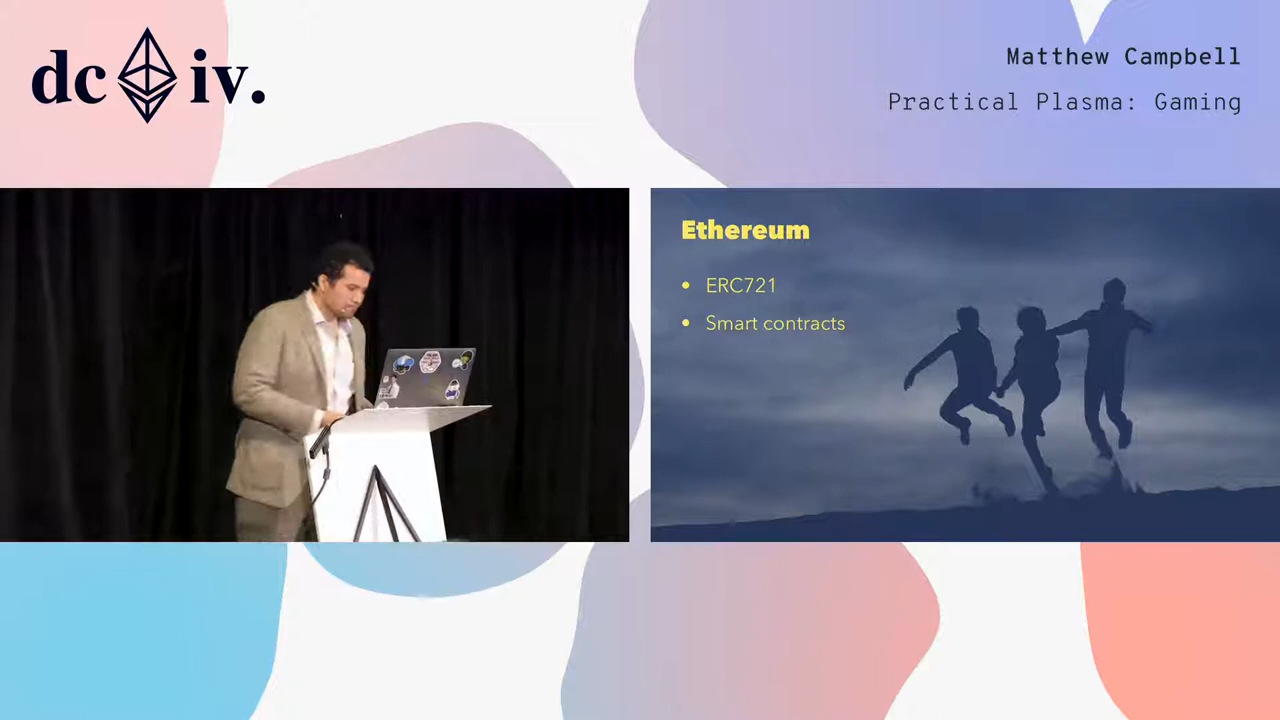 dc iv.
Matthew Campbell
Practical Plasma: Gaming
Ethereum
• ERC721
• Smart contracts